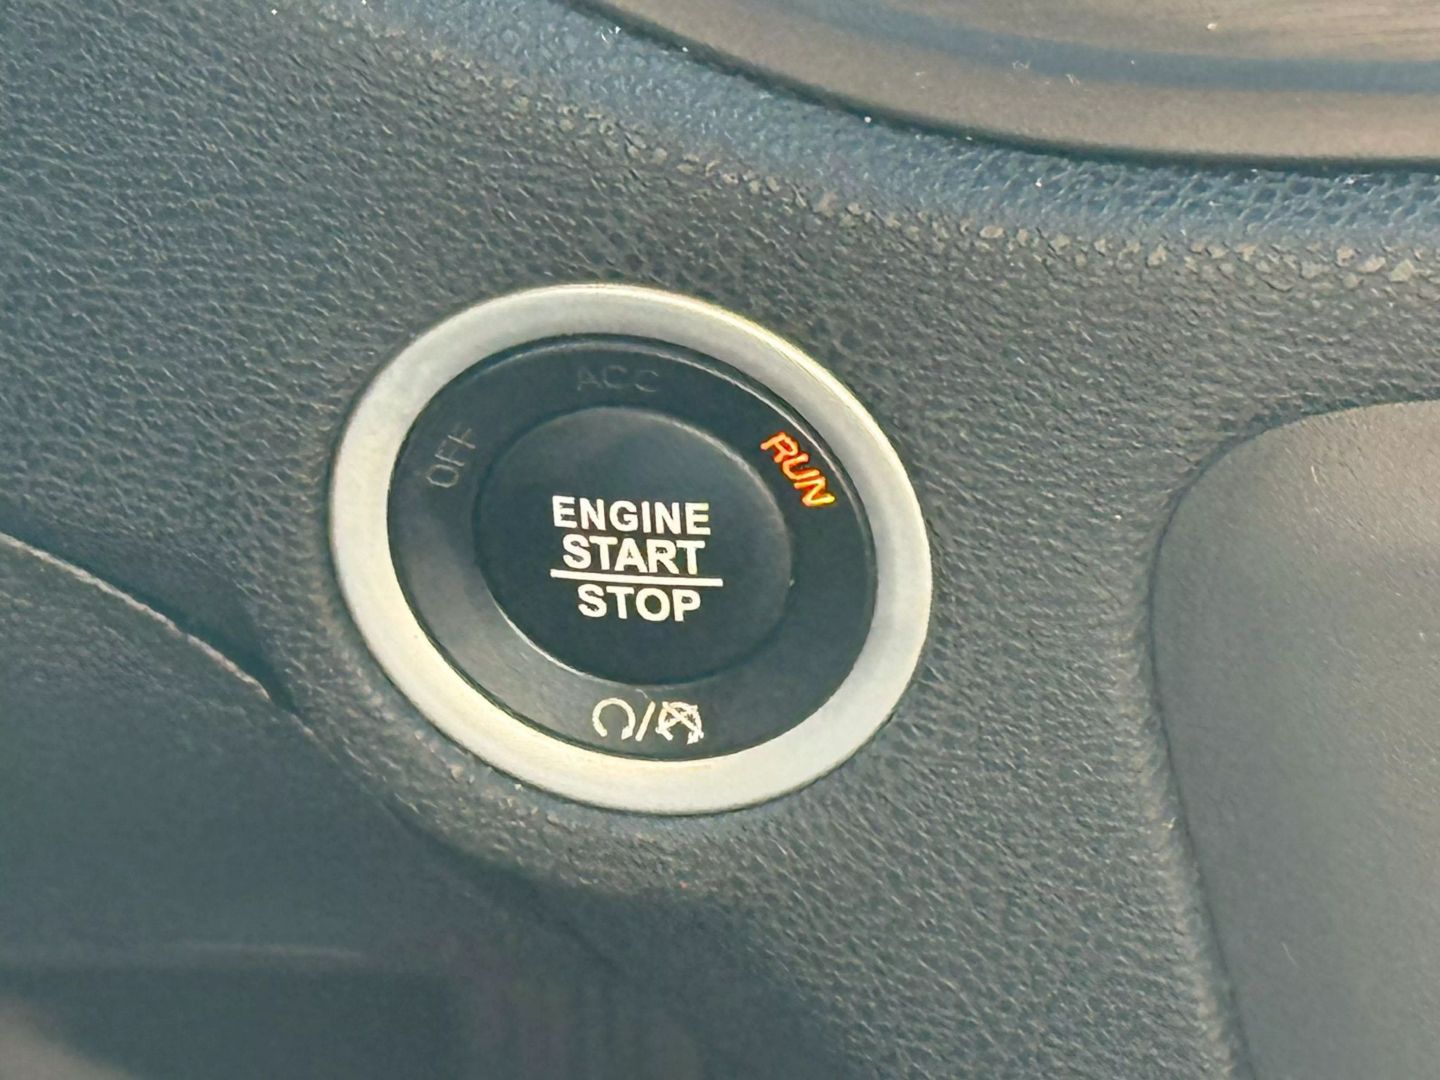 ACC
OFF
RUN
ENGINE
START
STOP